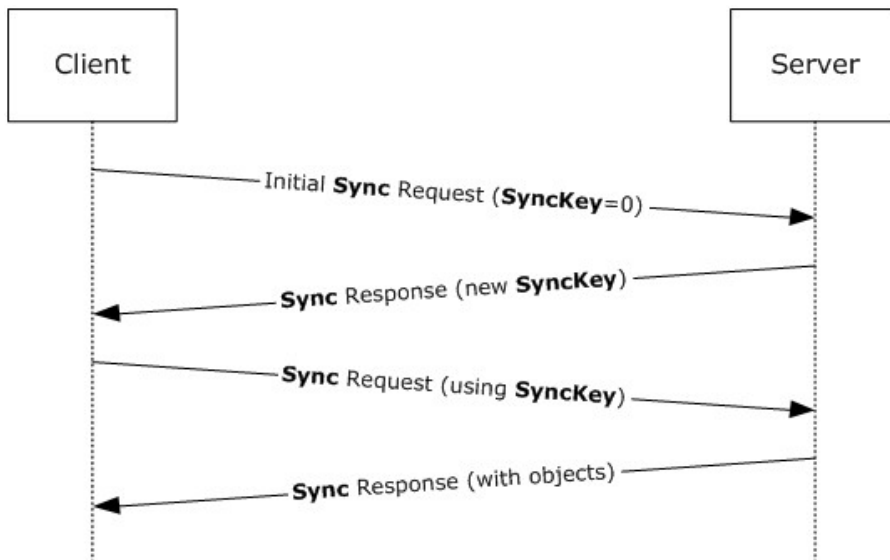 Client
Server
Initial Sync Request (SyncKey=0)
Sync Response (new SyncKey)
Sync Request (using SyncKey)
Sync Response (with objects)